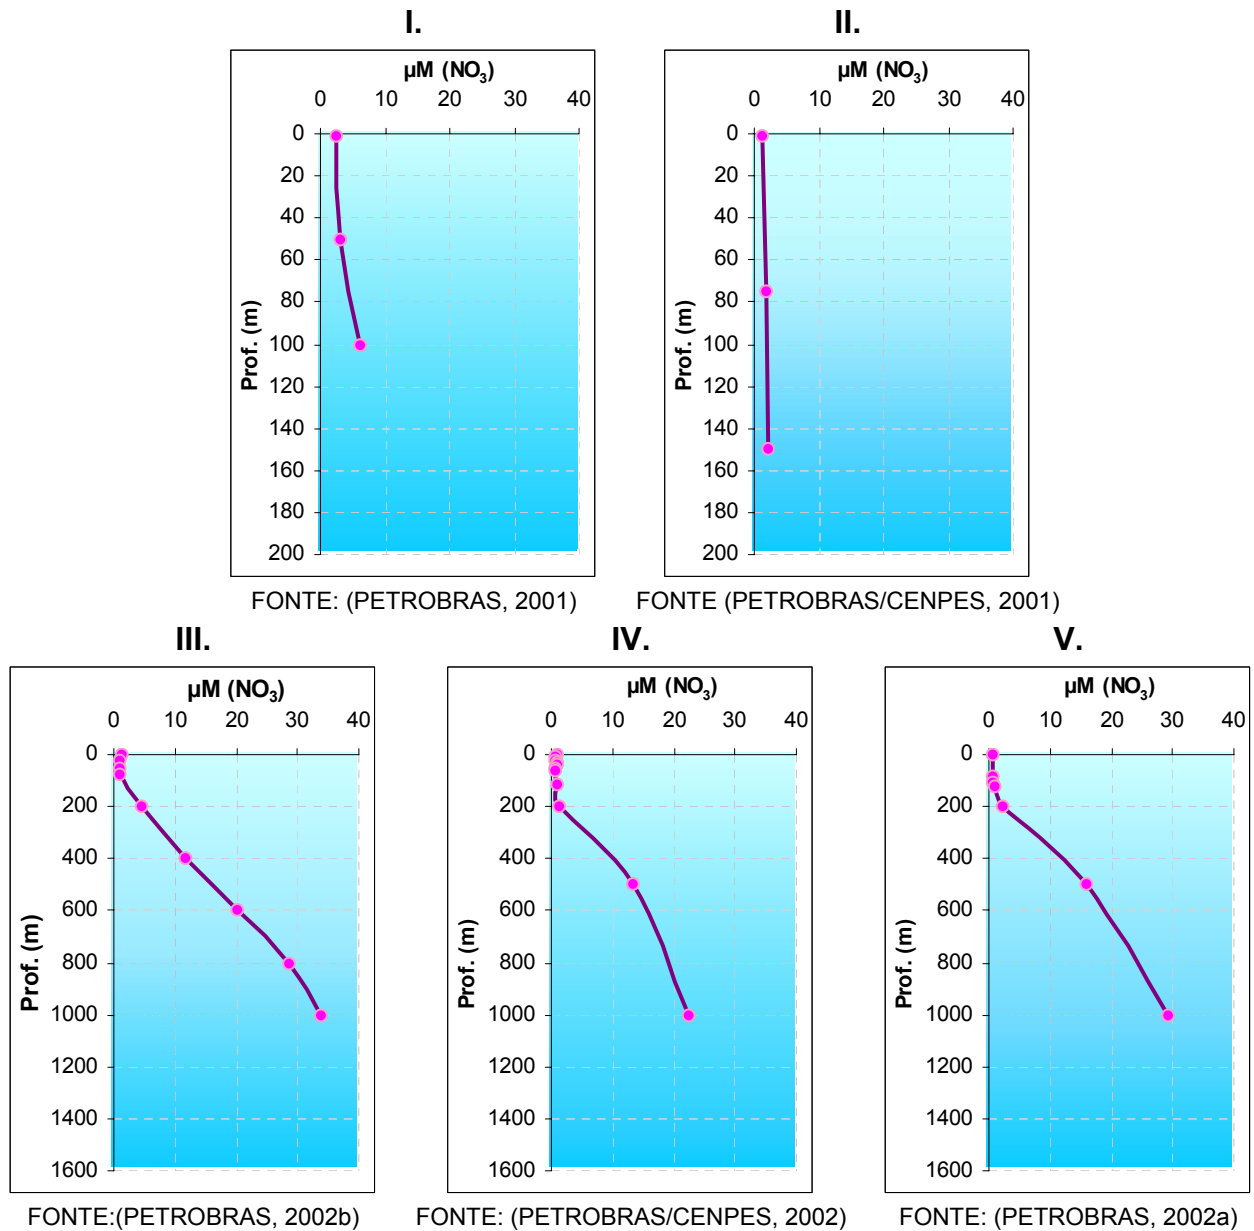 I.
µM (NO3)
0 10 20 30 40
0
20
40
60
80
100
120
140
160
180
200
Prof. (m)
FONTE: (PETROBRAS, 2001)
II.
µM (NO3)
0 10 20 30 40
0
20
40
60
80
100
120
140
160
180
200
Prof. (m)
FONTE (PETROBRAS/CENPES, 2001)
III.
µM (NO3)
0 10 20 30 40
0
200
400
600
800
1000
1200
1400
1600
Prof. (m)
FONTE:(PETROBRAS, 2002b)
IV.
µM (NO3)
0 10 20 30 40
0
200
400
600
800
1000
1200
1400
1600
Prof. (m)
FONTE: (PETROBRAS/CENPES, 2002)
V.
µM (NO3)
0 10 20 30 40
0
200
400
600
800
1000
1200
1400
1600
Prof. (m)
FONTE: (PETROBRAS, 2002a)